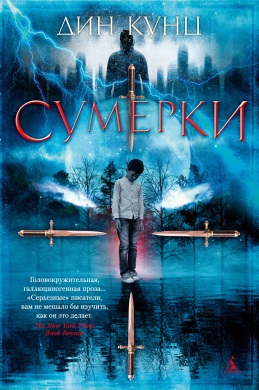 ДИН КУНЦ
СУМЕРКИ
Головокружительная,
галлюциногенная проза...
«Серьезные» писатели,
вам не мешало бы изучить,
как он это делает.
The New York Times
Book Review